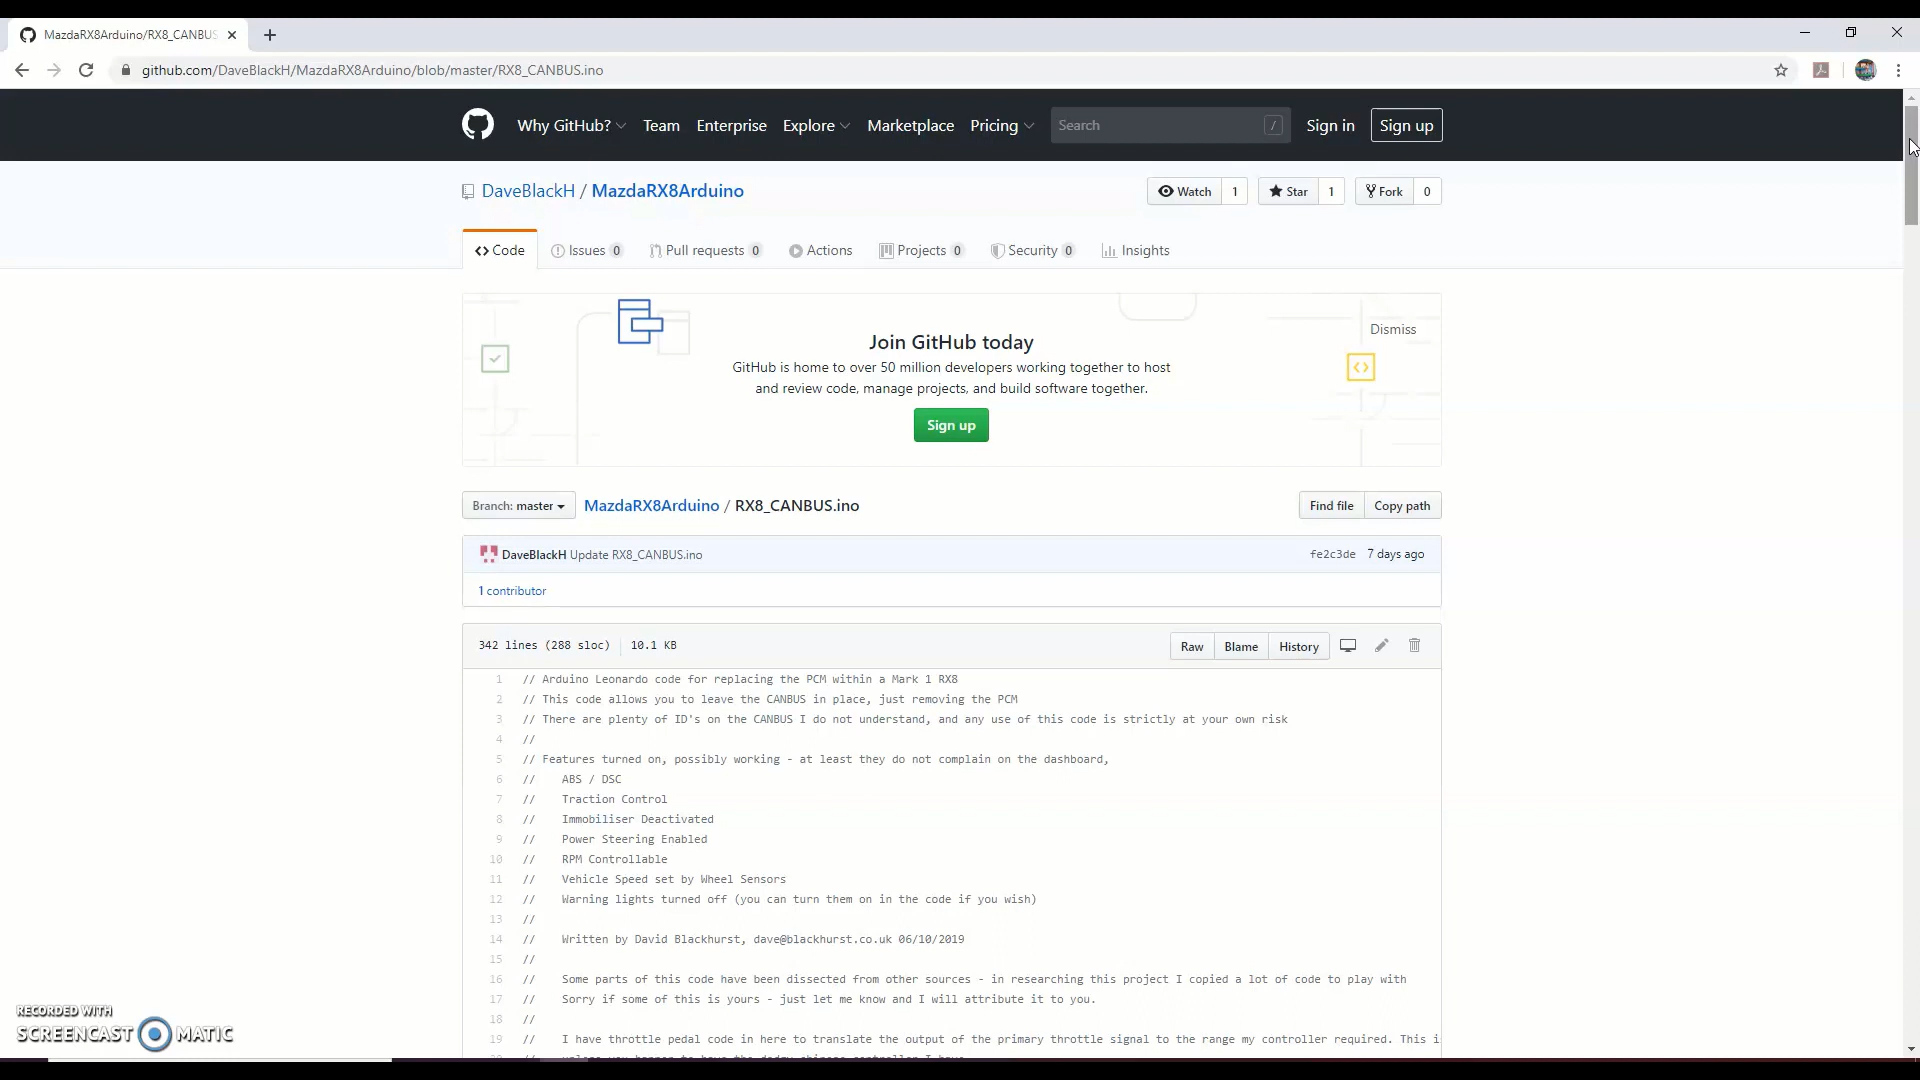 MazdaRX8Arduino/RX8_CANBUS
github.com/DaveBlackH/MazdaRX8Arduino/blob/master/RX8_CANBUS.ino
Why GitHub? Team Enterprise Explore Marketplace Pricing Search / Sign in Sign up
DaveBlackH / MazdaRX8Arduino Watch 1 Star 1 Fork 0
<> Code Issues 0 Pull requests 0 Actions Projects 0 Security 0 Insights
Dismiss
Join GitHub today
GitHub is home to over 50 million developers working together to host
and review code, manage projects, and build software together.
Sign up
Branch: master MazdaRX8Arduino / RX8_CANBUS.ino Find file Copy path
DaveBlackH Update RX8_CANBUS.ino fe2c3de 7 days ago
1 contributor
342 lines (288 sloc) 10.1 KB Raw Blame History
1 // Arduino Leonardo code for replacing the PCM within a Mark 1 RX8
2 // This code allows you to leave the CANBUS in place, just removing the PCM
3 // There are plenty of ID's on the CANBUS I do not understand, and any use of this code is strictly at your own risk
4 //
5 // Features turned on, possibly working - at least they do not complain on the dashboard,
6 // ABS / DSC
7 // Traction Control
8 // Immobiliser Deactivated
9 // Power Steering Enabled
10 // RPM Controllable
11 // Vehicle Speed set by Wheel Sensors
12 // Warning lights turned off (you can turn them on in the code if you wish)
13 //
14 // Written by David Blackhurst, dave@blackhurst.co.uk 06/10/2019
15 //
16 // Some parts of this code have been dissected from other sources - in researching this project I copied a lot of code to play with
17 // Sorry if some of this is yours - just let me know and I will attribute it to you.
18 //
19 // I have throttle pedal code in here to translate the output of the primary throttle signal to the range my controller required. This i
RECORDED WITH
SCREENCAST MATIC